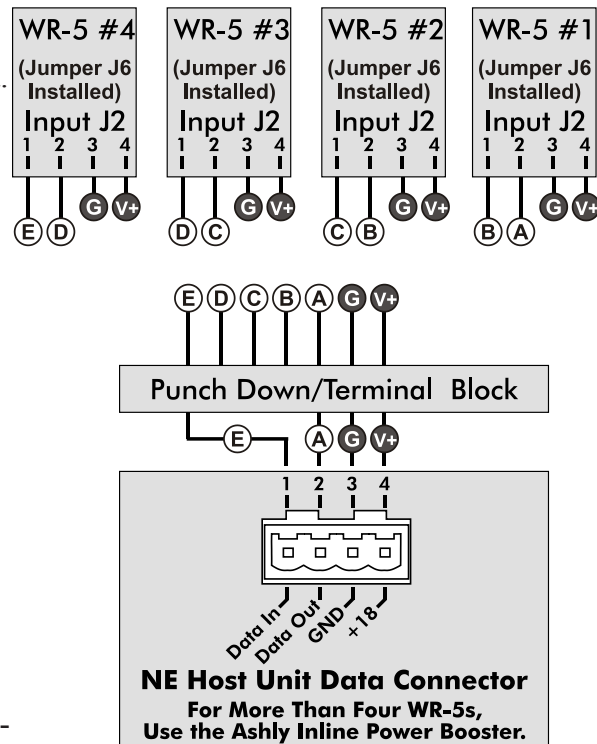 WR-5 #4 WR-5 #3 WR-5 #2 WR-5 #1
(Jumper J6 Installed) (Jumper J6 Installed) (Jumper J6 Installed) (Jumper J6 Installed)
Input J2 Input J2 Input J2 Input J2
1 2 3 4 1 2 3 4 1 2 3 4 1 2 3 4
E D G V+ D C G V+ C B G V+ B A G V+
E D C B A G V+
Punch Down/Terminal Block
E A G V+
1 2 3 4
Data In Data Out GND +18
NE Host Unit Data Connector
For More Than Four WR-5s,
Use the Ashly Inline Power Booster.